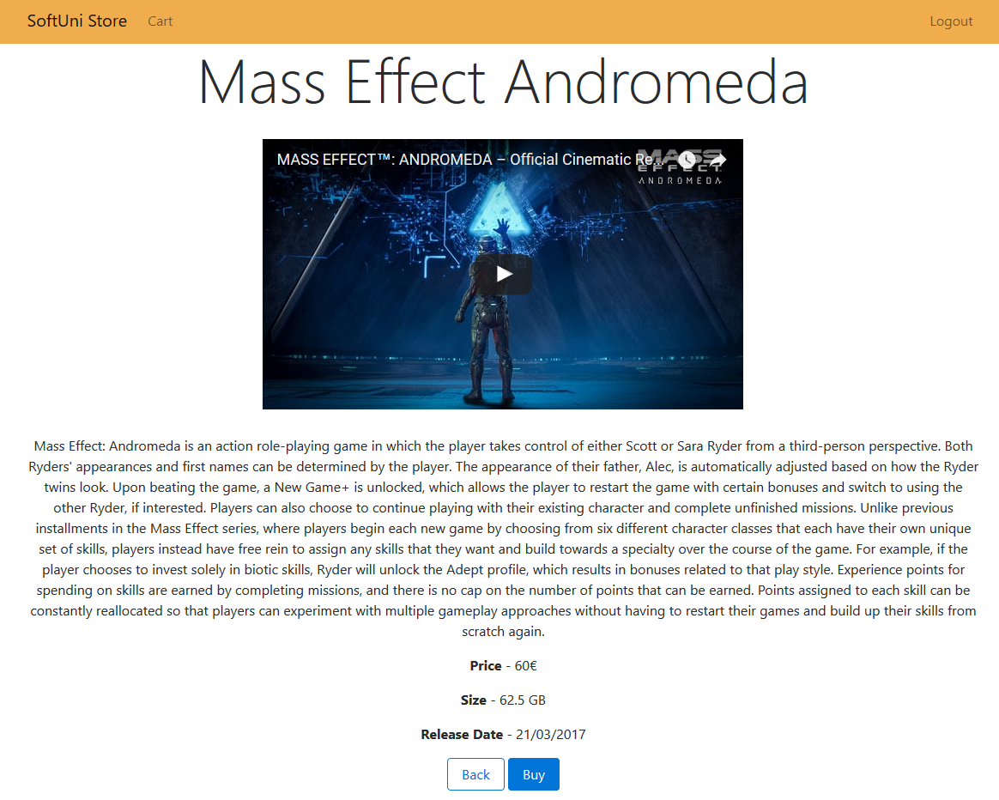 SoftUni Store Cart Logout
Mass Effect Andromeda
MASS EFFECT™: ANDROMEDA – Official Cinematic Re...
MASS
EFFECT
ANDROMEDA
Mass Effect: Andromeda is an action role-playing game in which the player takes control of either Scott or Sara Ryder from a third-person perspective. Both
Ryders' appearances and first names can be determined by the player. The appearance of their father, Alec, is automatically adjusted based on how the Ryder
twins look. Upon beating the game, a New Game+ is unlocked, which allows the player to restart the game with certain bonuses and switch to using the
other Ryder, if interested. Players can also choose to continue playing with their existing character and complete unfinished missions. Unlike previous
installments in the Mass Effect series, where players begin each new game by choosing from six different character classes that each have their own unique
set of skills, players instead have free rein to assign any skills that they want and build towards a specialty over the course of the game. For example, if the
player chooses to invest solely in biotic skills, Ryder will unlock the Adept profile, which results in bonuses related to that play style. Experience points for
spending on skills are earned by completing missions, and there is no cap on the number of points that can be earned. Points assigned to each skill can be
constantly reallocated so that players can experiment with multiple gameplay approaches without having to restart their games and build up their skills from
scratch again.
Price - 60€
Size - 62.5 GB
Release Date - 21/03/2017
Back Buy